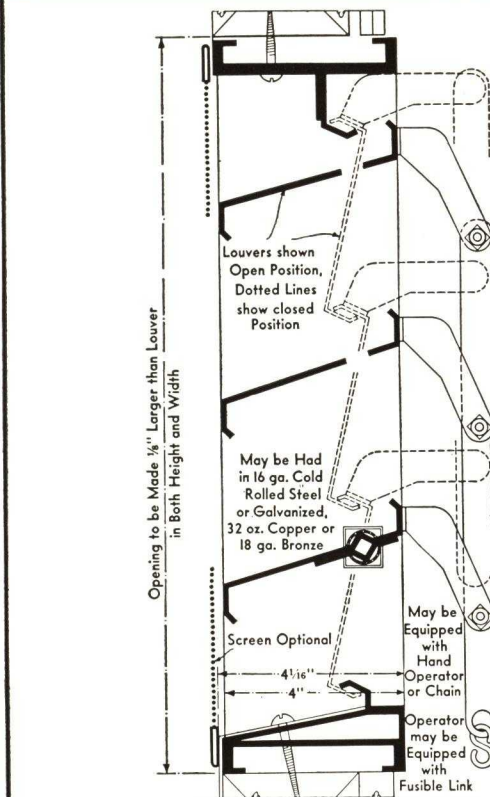 Opening to be Made ⅛" Larger than Louver
in Both Height and Width
Louvers shown
Open Position,
Dotted Lines
show closed
Position
May be Had
in 16 ga. Cold
Rolled Steel
or Galvanized,
32 oz. Copper or
18 ga. Bronze
Screen Optional
4 1/16"
4"
May be
Equipped
with
Hand
Operator
or Chain
Operator
may be
Equipped
with
Fusible Link